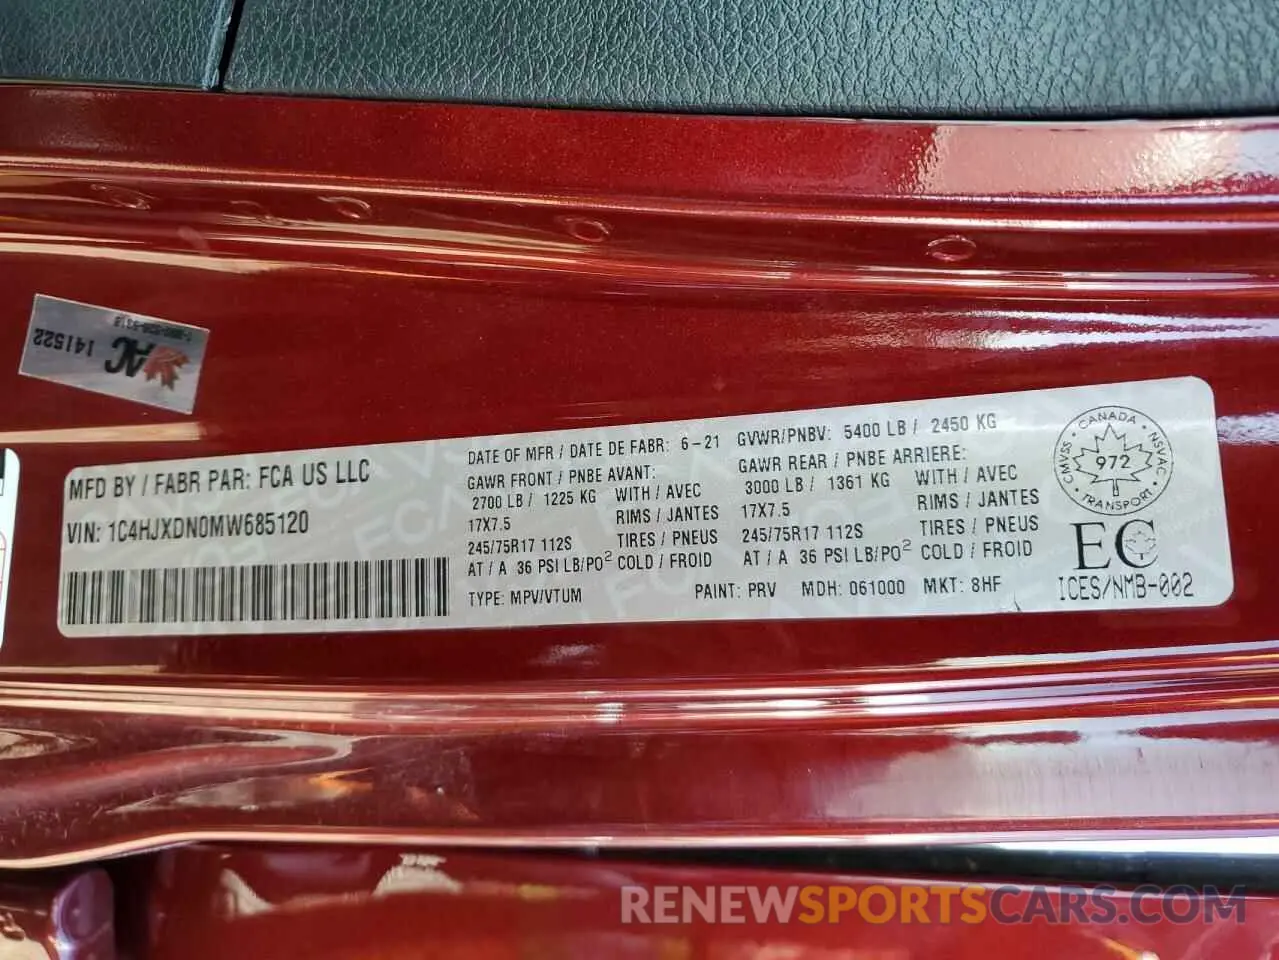 141522
AC
MFD BY / FABR PAR: FCA US LLC
VIN: 1C4HJXDN0MW685120
DATE OF MFR / DATE DE FABR: 6-21 GVWR/PNBV: 5400 LB / 2450 KG
GAWR FRONT / PNBE AVANT: GAWR REAR / PNBE ARRIERE:
2700 LB / 1225 KG WITH / AVEC 3000 LB / 1361 KG WITH / AVEC
17X7.5 RIMS / JANTES 17X7.5 RIMS / JANTES
245/75R17 112S TIRES / PNEUS 245/75R17 112S TIRES / PNEUS
AT / A 36 PSI LB/PO² COLD / FROID AT / A 36 PSI LB/PO² COLD / FROID
TYPE: MPV/VTUM PAINT: PRV MDH: 061000 MKT: 8HF
CANADA
CMVSS 972 NSVAC
TRANSPORT
EC
ICES/NMB-002
RENEWSPORTSCARS.COM